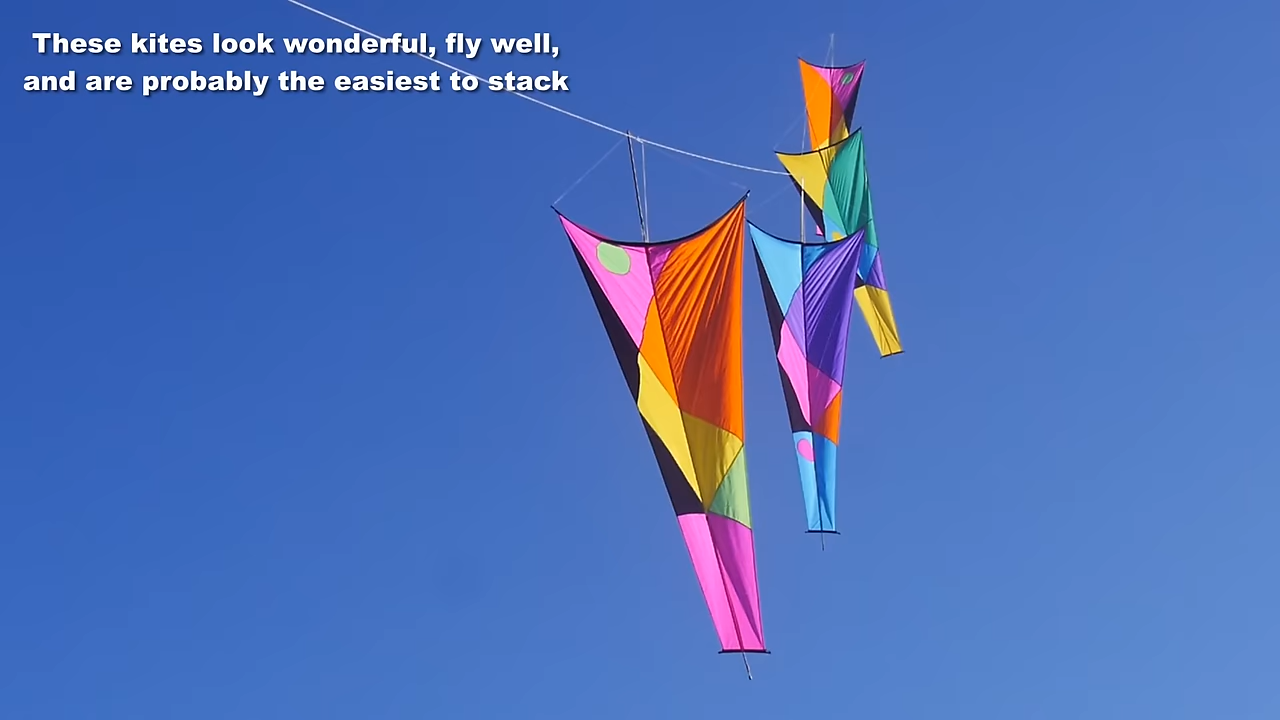 These kites look wonderful, fly well,
and are probably the easiest to stack